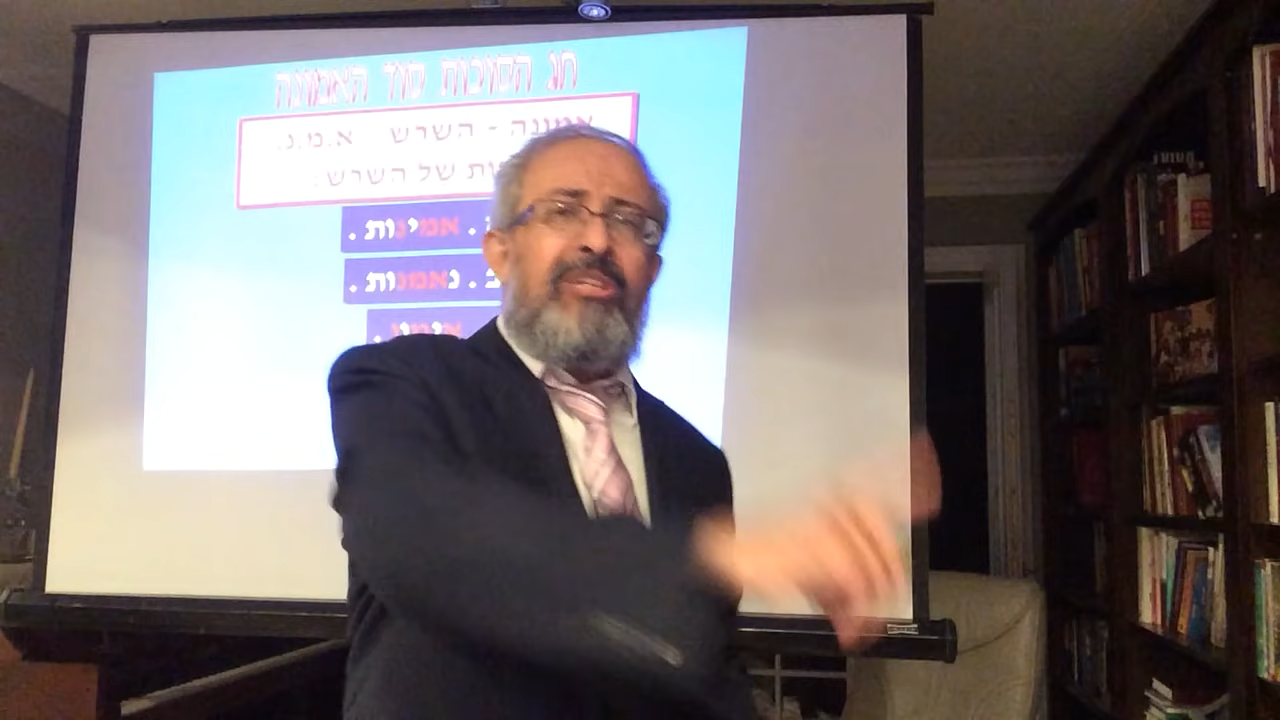 חג הסוכות סוד האמונה
אמונה - השרש א.מ.נ.
של השרש:
. אמינות.
ב. נאמנות.